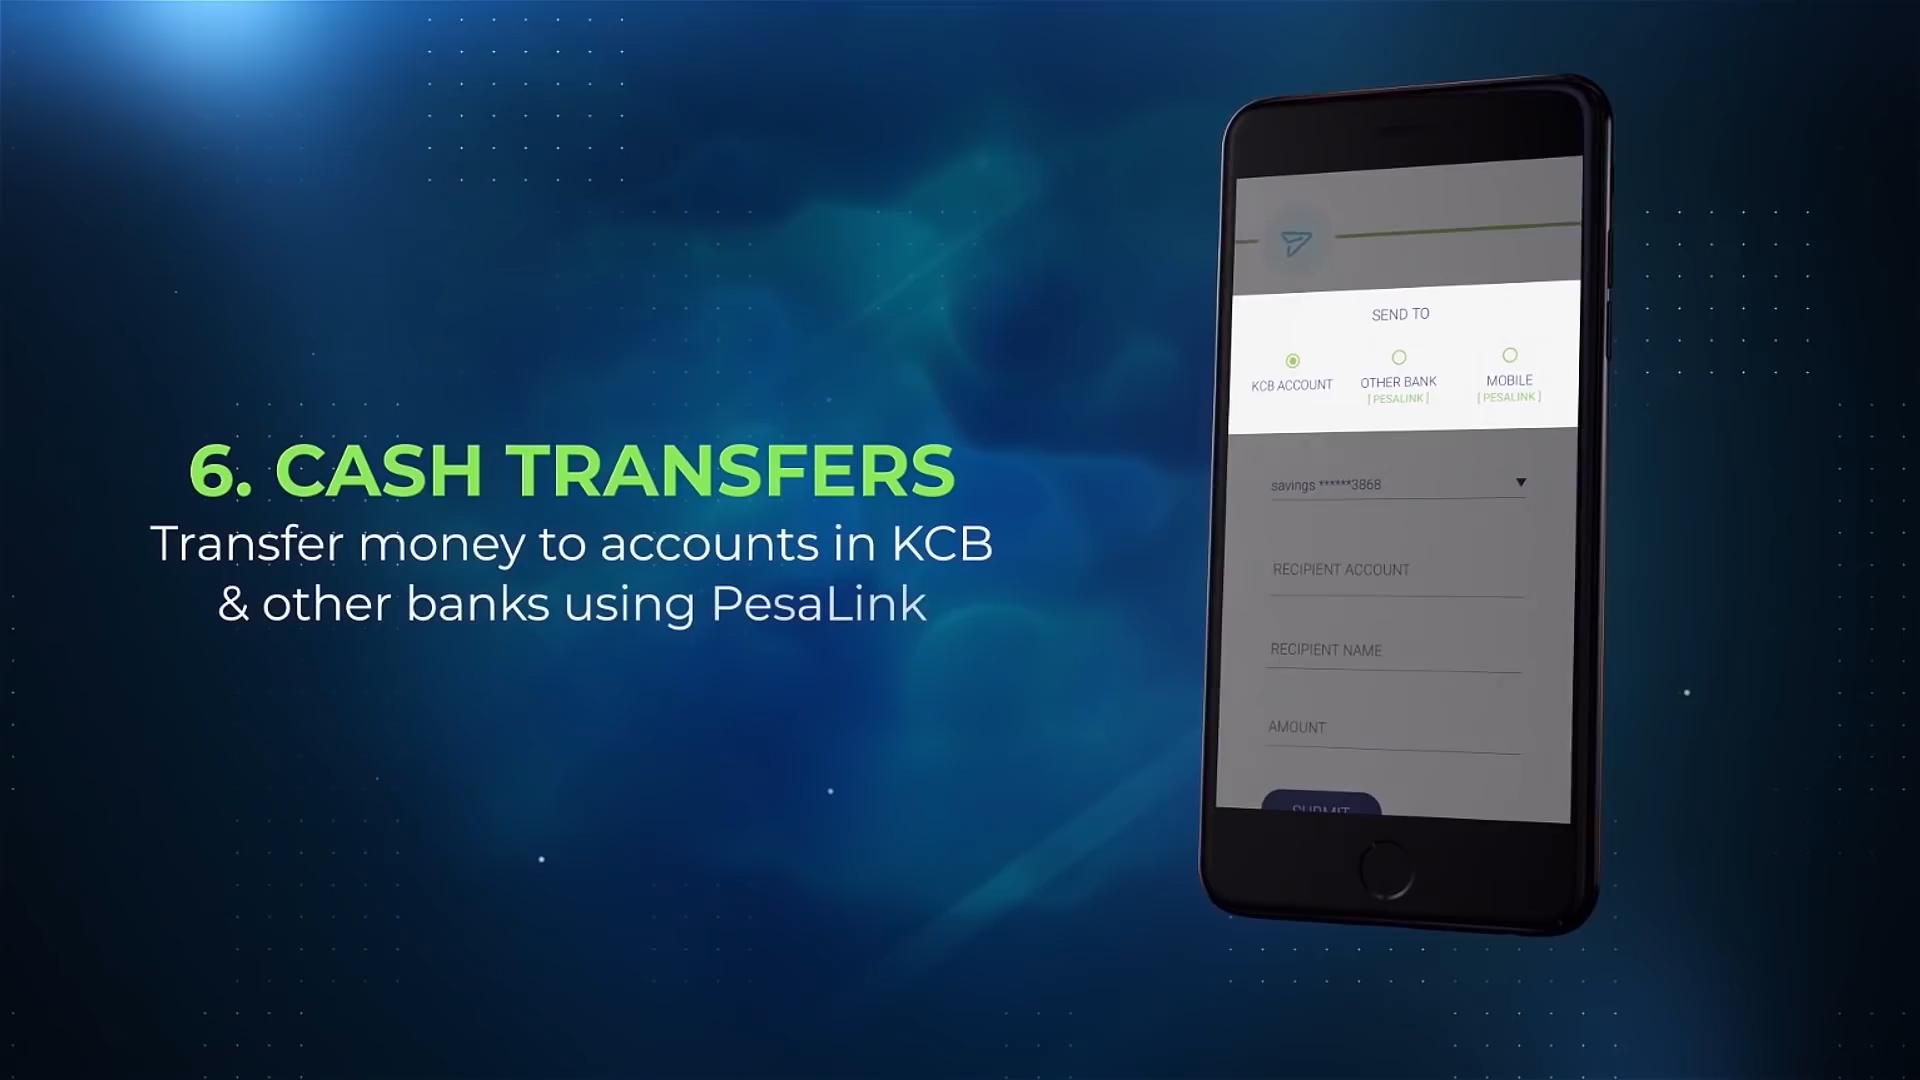 6. CASH TRANSFERS
Transfer money to accounts in KCB
& other banks using PesaLink
SEND TO
KCB ACCOUNT
OTHER BANK
[ PESALINK ]
MOBILE
[ PESALINK ]
savings ******3868
RECIPIENT ACCOUNT
RECIPIENT NAME
AMOUNT
SUBMIT